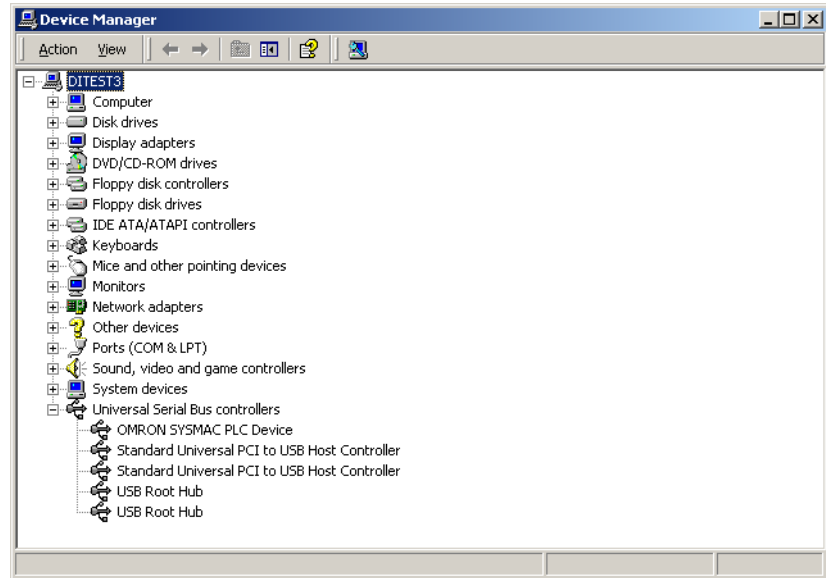 Device Manager
Action View
DITEST3
Computer
Disk drives
Display adapters
DVD/CD-ROM drives
Floppy disk controllers
Floppy disk drives
IDE ATA/ATAPI controllers
Keyboards
Mice and other pointing devices
Monitors
Network adapters
Other devices
Ports (COM & LPT)
Sound, video and game controllers
System devices
Universal Serial Bus controllers
OMRON SYSMAC PLC Device
Standard Universal PCI to USB Host Controller
Standard Universal PCI to USB Host Controller
USB Root Hub
USB Root Hub